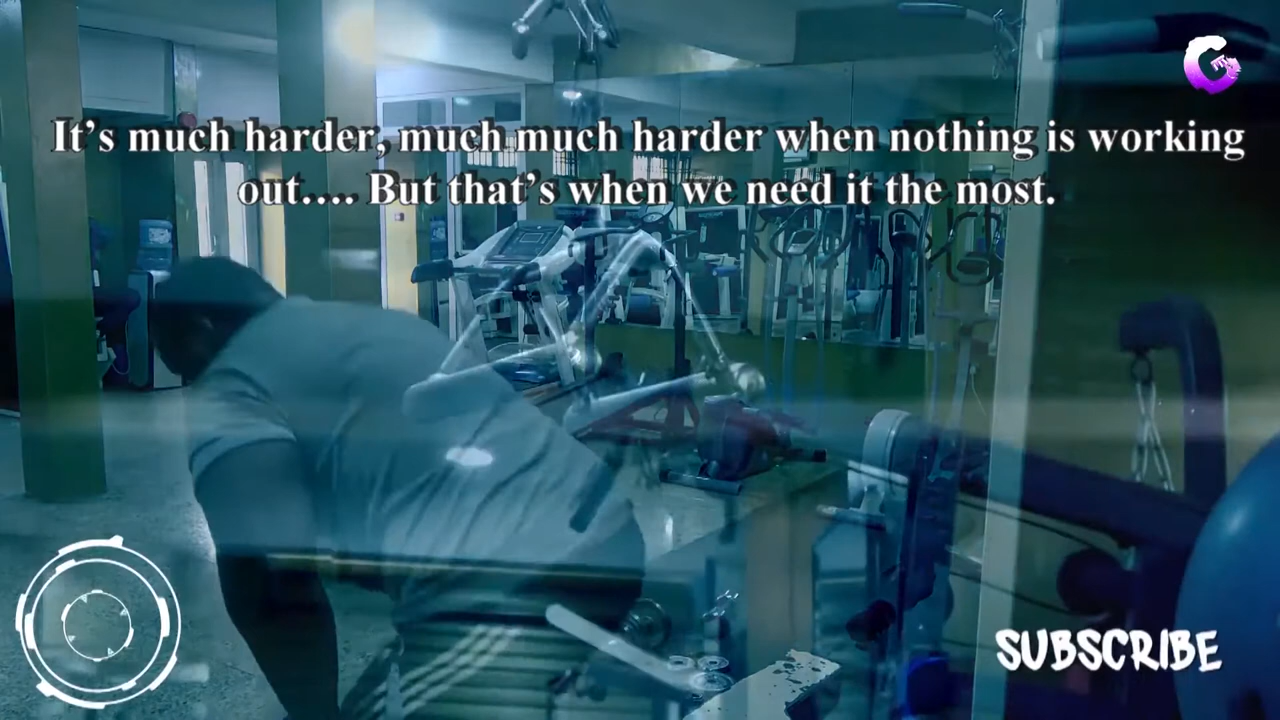 It’s much harder, much much harder when nothing is working
out.... But that’s when we need it the most.
SUBSCRIBE